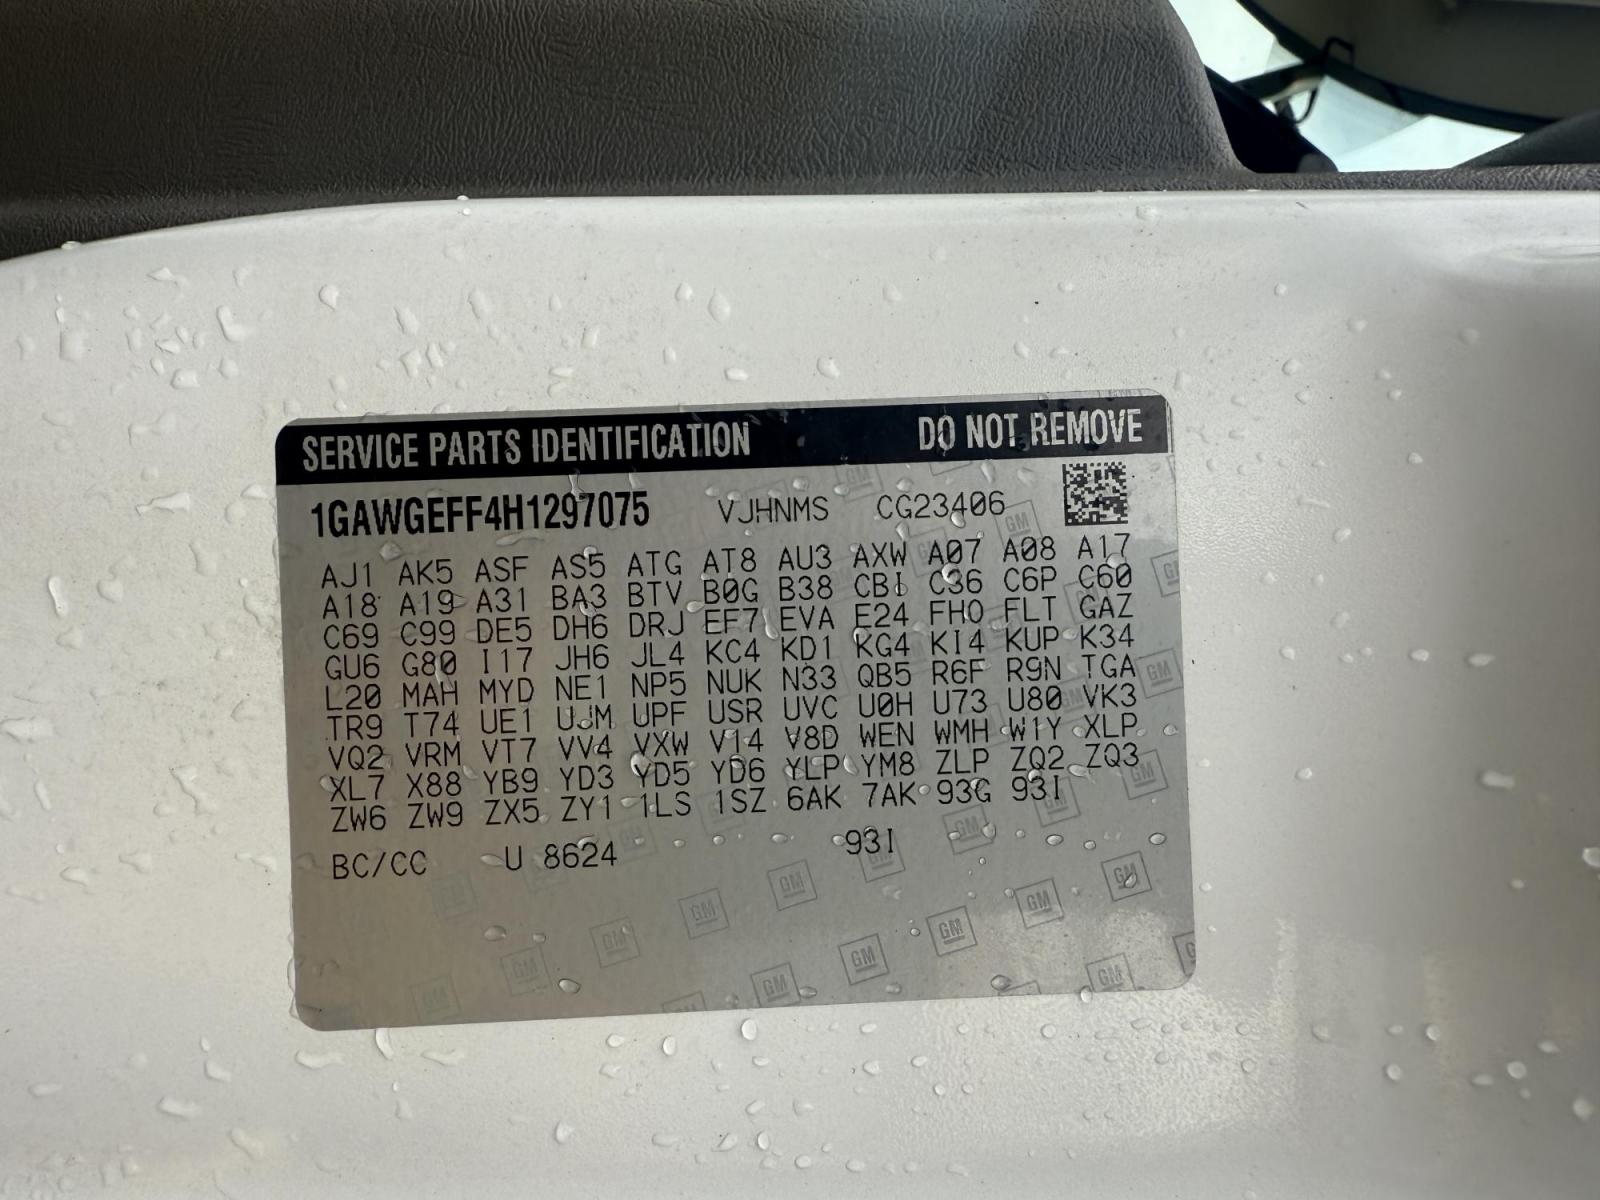 SERVICE PARTS IDENTIFICATION DO NOT REMOVE
1GAWGEFF4H1297075 VJHNMS CG23406
AJ1 AK5 ASF AS5 ATG AT8 AU3 AXW A07 A08 A17
A18 A19 A31 BA3 BTV B0G B38 CBI C36 C6P C60
C69 C99 DE5 DH6 DRJ EF7 EVA E24 FHO FLT GAZ
GU6 G80 I17 JH6 JL4 KC4 KD1 KG4 KI4 KUP K34
L20 MAH MYD NE1 NP5 NUK N33 QB5 R6F R9N TGA
TR9 T74 UE1 UJM UPF USR UVC U0H U73 U80 VK3
VQ2 VRM VT7 VV4 VXW V14 V8D WEN WMH W1Y XLP
XL7 X88 YB9 YD3 YD5 YD6 YLP YM8 ZLP ZQ2 ZQ3
ZW6 ZW9 ZX5 ZY1 1LS 1SZ 6AK 7AK 93G 93I
BC/CC U 8624 93I
GM